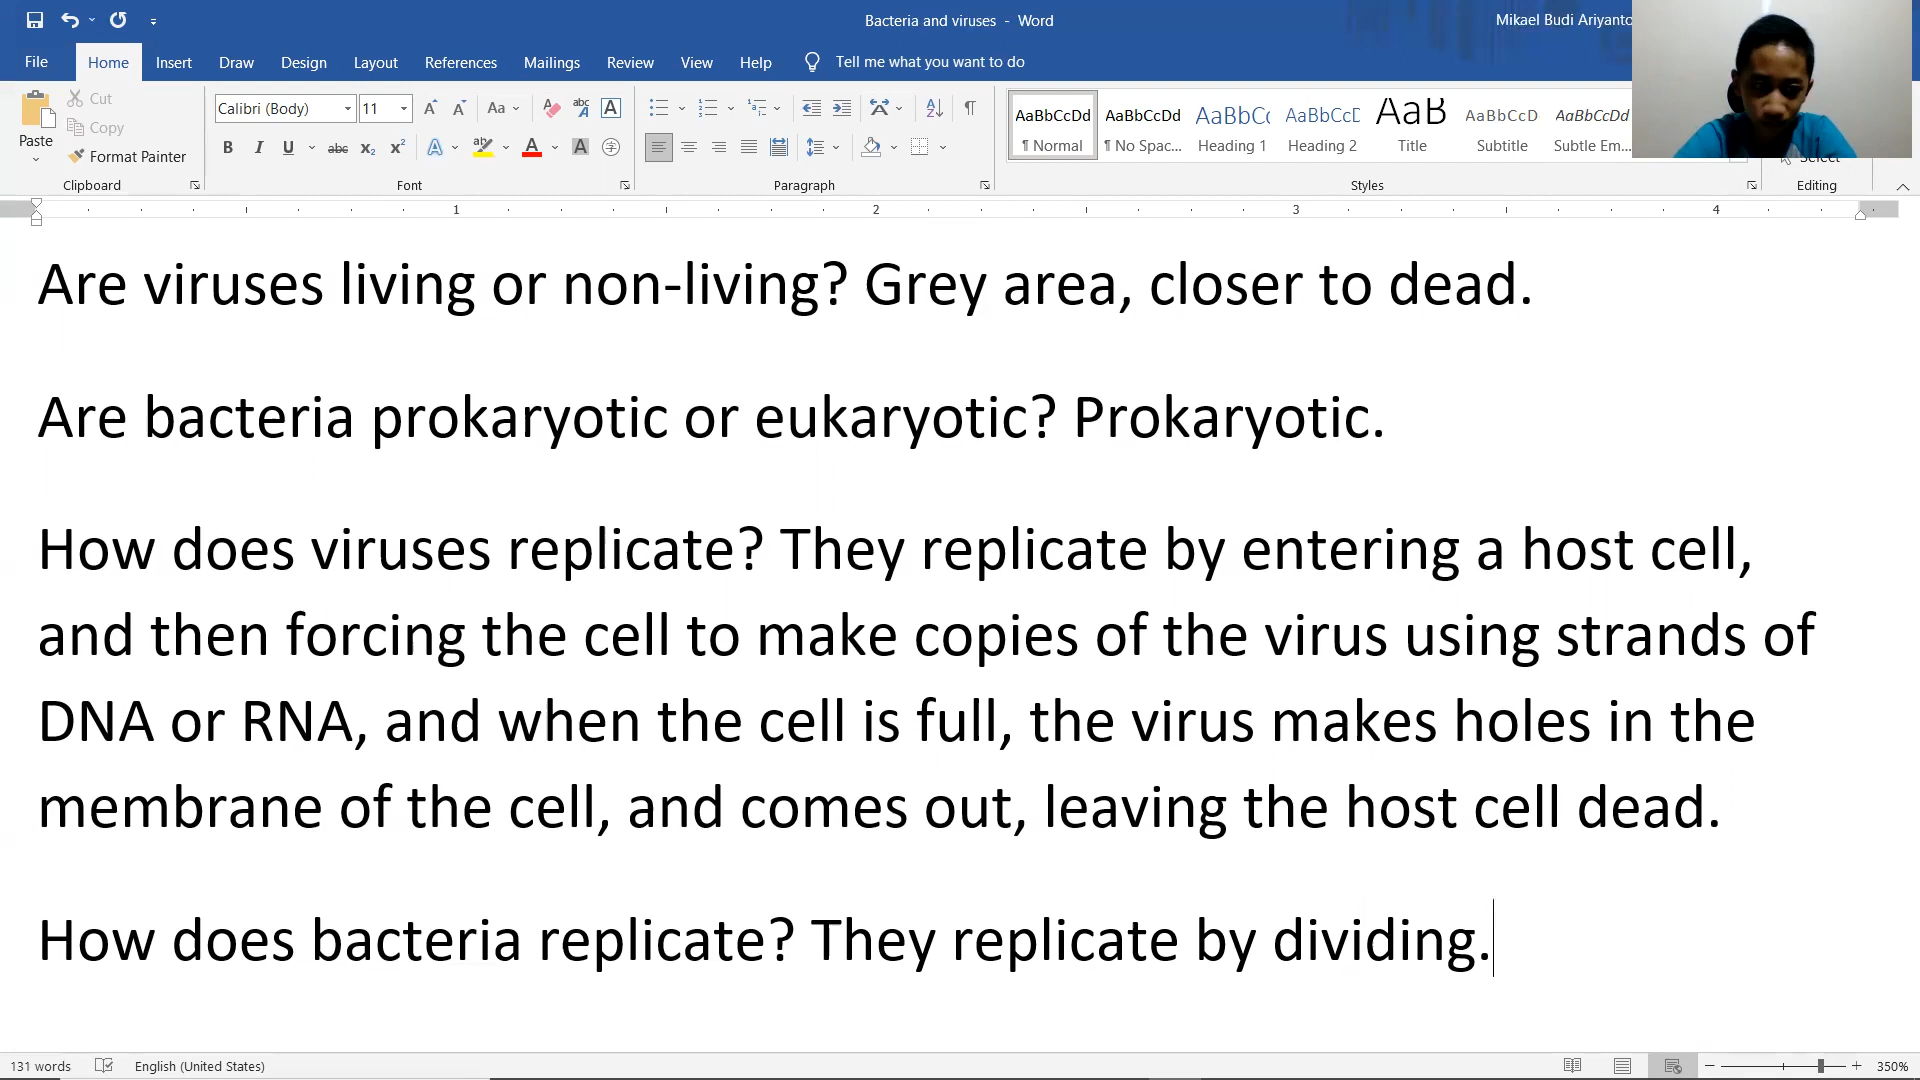 Bacteria and viruses - Word
Mikael Budi Ariyanto
File Home Insert Draw Design Layout References Mailings Review View Help Tell me what you want to do
Paste
Cut
Copy
Format Painter
Clipboard
Calibri (Body) 11
Font
Paragraph
AaBbCcDd AaBbCcDd AaBbCc AaBbCcD AaB AaBbCcD AaBbCcDd
¶ Normal ¶ No Spac... Heading 1 Heading 2 Title Subtitle Subtle Em...
Styles
Select
Editing
1 2 3 4
Are viruses living or non-living? Grey area, closer to dead.
Are bacteria prokaryotic or eukaryotic? Prokaryotic.
How does viruses replicate? They replicate by entering a host cell,
and then forcing the cell to make copies of the virus using strands of
DNA or RNA, and when the cell is full, the virus makes holes in the
membrane of the cell, and comes out, leaving the host cell dead.
How does bacteria replicate? They replicate by dividing.
131 words English (United States) 350%